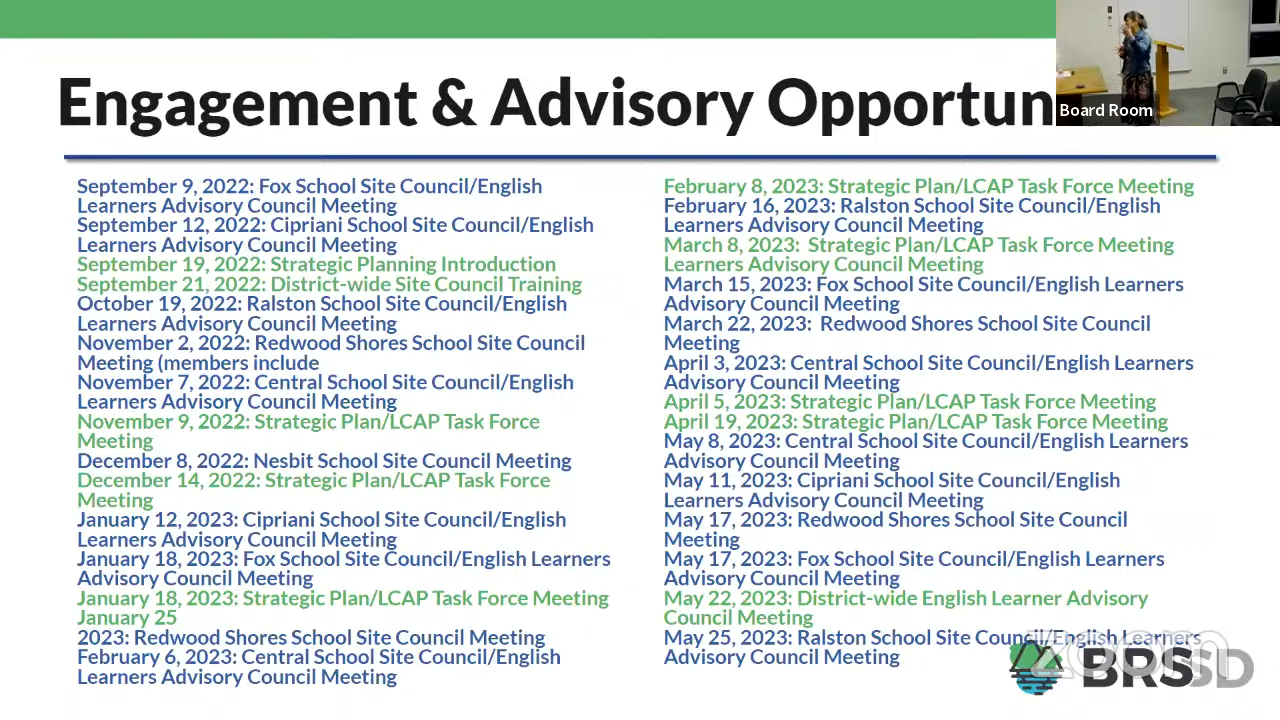 Engagement & Advisory Opportun
Board Room
September 9, 2022: Fox School Site Council/English
Learners Advisory Council Meeting
September 12, 2022: Cipriani School Site Council/English
Learners Advisory Council Meeting
September 19, 2022: Strategic Planning Introduction
September 21, 2022: District-wide Site Council Training
October 19, 2022: Ralston School Site Council/English
Learners Advisory Council Meeting
November 2, 2022: Redwood Shores School Site Council
Meeting (members include
November 7, 2022: Central School Site Council/English
Learners Advisory Council Meeting
November 9, 2022: Strategic Plan/LCAP Task Force
Meeting
December 8, 2022: Nesbit School Site Council Meeting
December 14, 2022: Strategic Plan/LCAP Task Force
Meeting
January 12, 2023: Cipriani School Site Council/English
Learners Advisory Council Meeting
January 18, 2023: Fox School Site Council/English Learners
Advisory Council Meeting
January 18, 2023: Strategic Plan/LCAP Task Force Meeting
January 25
2023: Redwood Shores School Site Council Meeting
February 6, 2023: Central School Site Council/English
Learners Advisory Council Meeting
February 8, 2023: Strategic Plan/LCAP Task Force Meeting
February 16, 2023: Ralston School Site Council/English
Learners Advisory Council Meeting
March 8, 2023: Strategic Plan/LCAP Task Force Meeting
Learners Advisory Council Meeting
March 15, 2023: Fox School Site Council/English Learners
Advisory Council Meeting
March 22, 2023: Redwood Shores School Site Council
Meeting
April 3, 2023: Central School Site Council/English Learners
Advisory Council Meeting
April 5, 2023: Strategic Plan/LCAP Task Force Meeting
April 19, 2023: Strategic Plan/LCAP Task Force Meeting
May 8, 2023: Central School Site Council/English Learners
Advisory Council Meeting
May 11, 2023: Cipriani School Site Council/English
Learners Advisory Council Meeting
May 17, 2023: Redwood Shores School Site Council
Meeting
May 17, 2023: Fox School Site Council/English Learners
Advisory Council Meeting
May 22, 2023: District-wide English Learner Advisory
Council Meeting
May 25, 2023: Ralston School Site Council/English Learners
Advisory Council Meeting
zoom
BRSSD